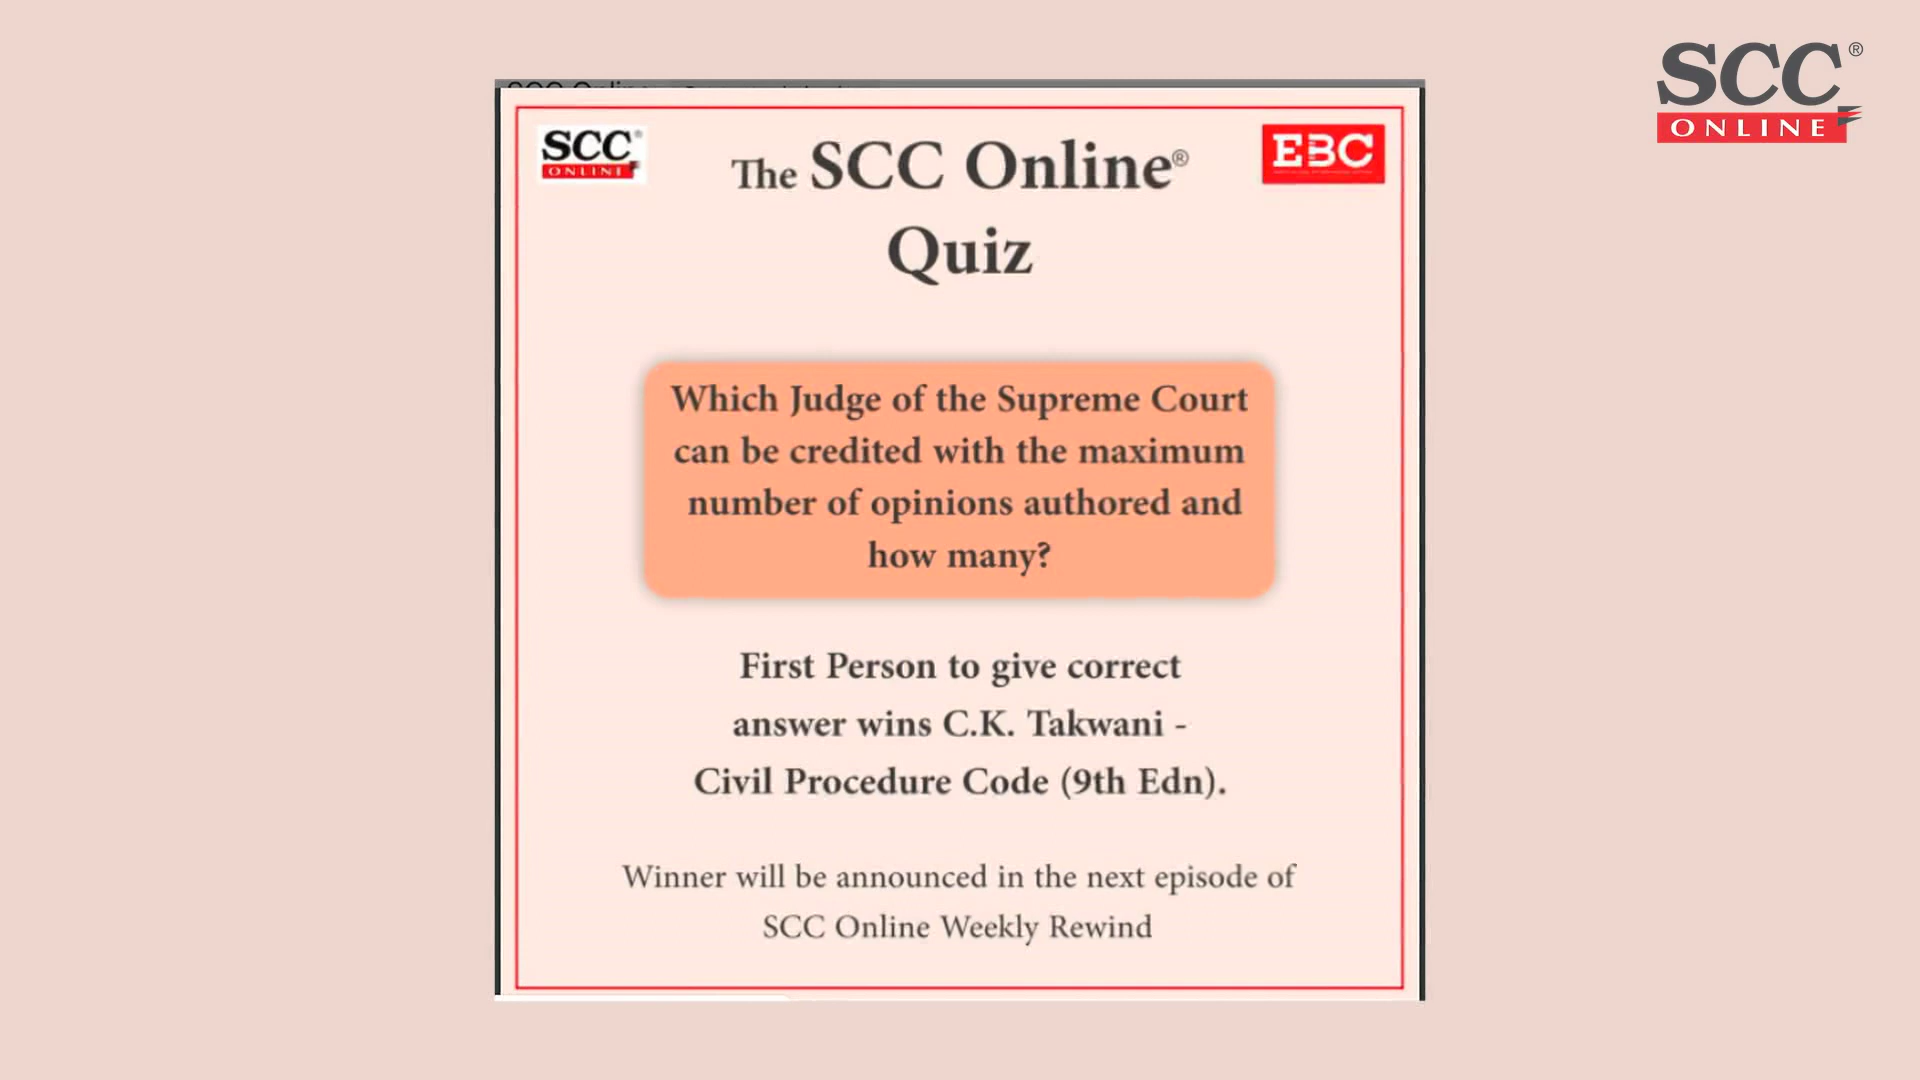 SCC®
ONLINE
SCC Online
SCC®
ONLINE
The SCC Online®
EBC
Quiz
Which Judge of the Supreme Court
can be credited with the maximum
number of opinions authored and
how many?
First Person to give correct
answer wins C.K. Takwani -
Civil Procedure Code (9th Edn).
Winner will be announced in the next episode of
SCC Online Weekly Rewind